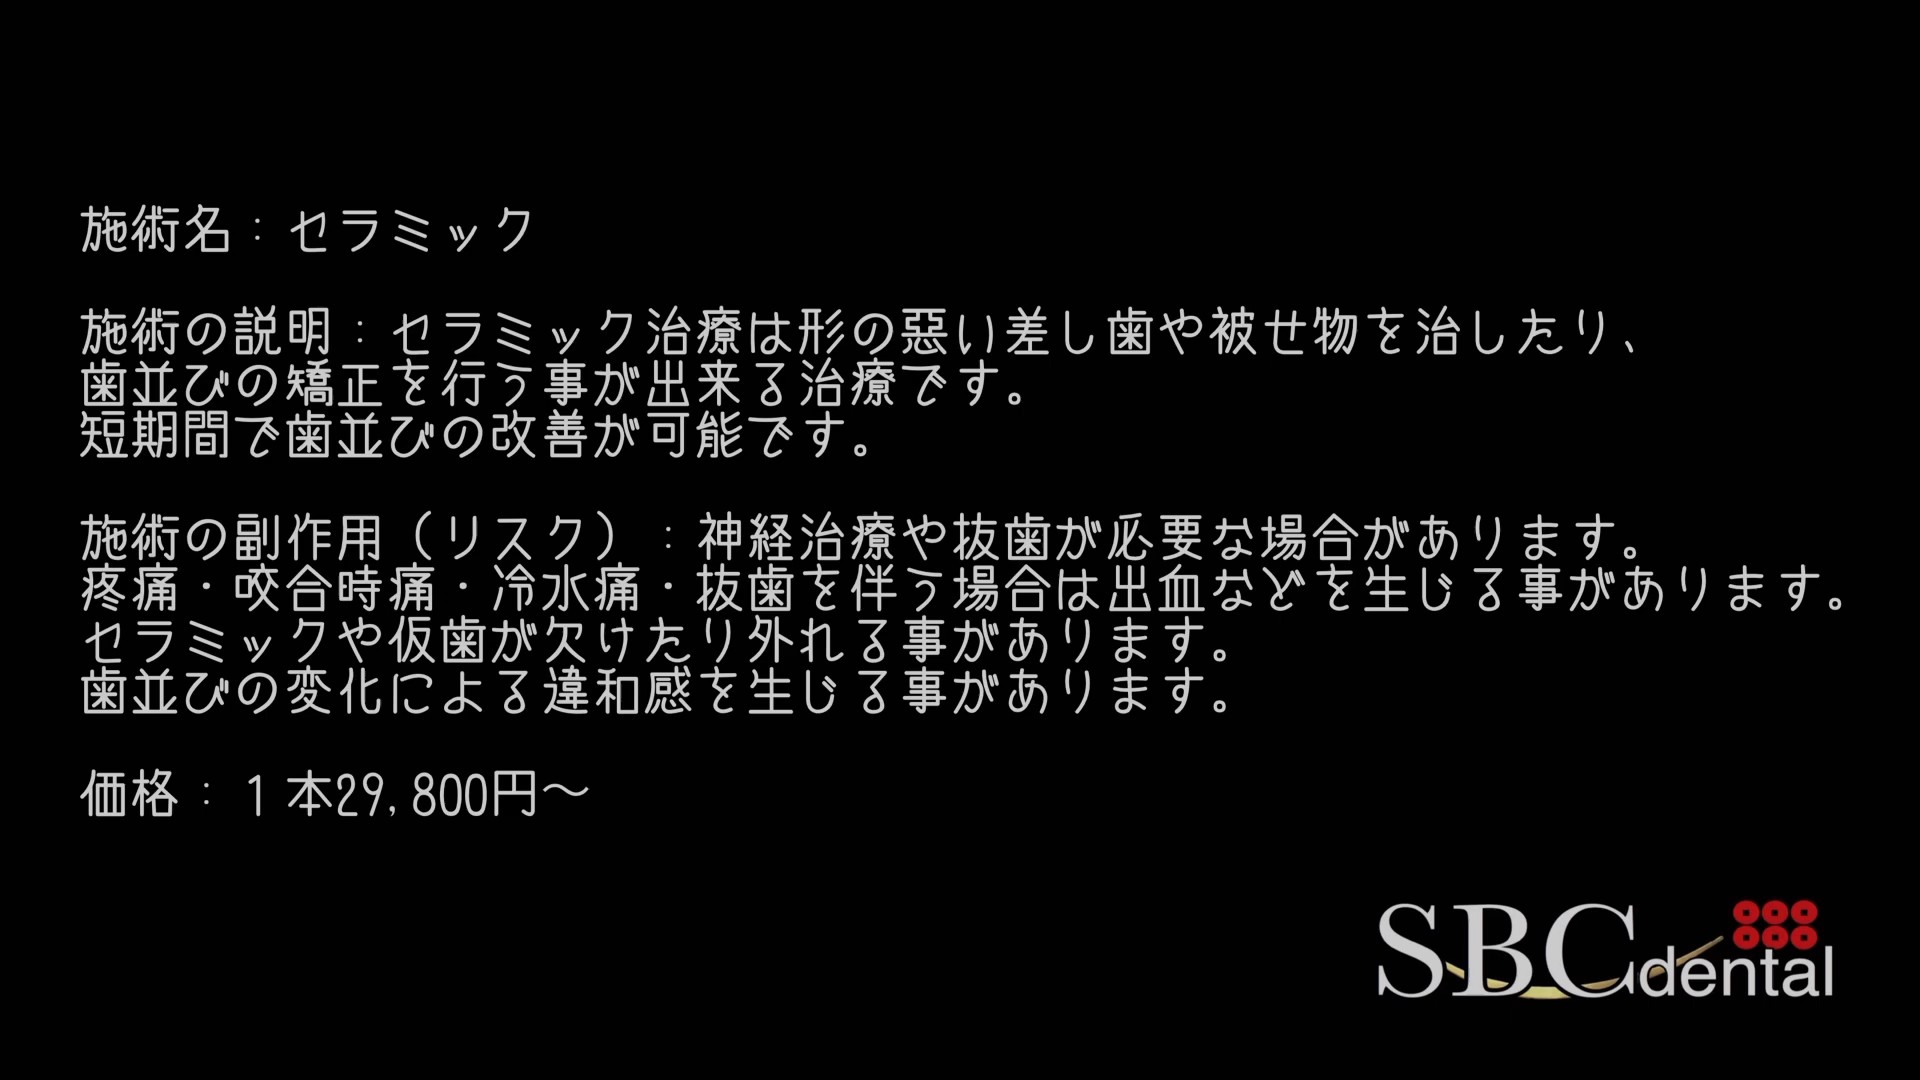 施術名：セラミック
施術の説明：セラミック治療は形の悪い差し歯や被せ物を治したり、
歯並びの矯正を行う事が出来る治療です。
短期間で歯並びの改善が可能です。
施術の副作用（リスク）：神経治療や抜歯が必要な場合があります。
疼痛・咬合時痛・冷水痛・抜歯を伴う場合は出血などを生じる事があります。
セラミックや仮歯が欠けたり外れる事があります。
歯並びの変化による違和感を生じる事があります。
価格：１本29,800円〜
SBCdental